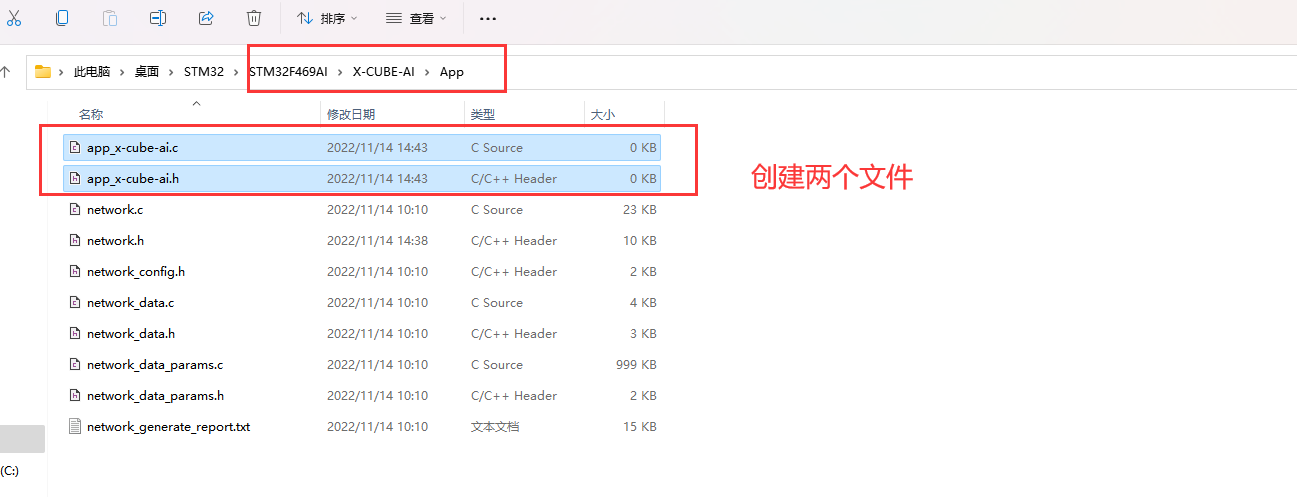 排序 查看
此电脑 桌面 STM32 STM32F469AI X-CUBE-AI App
名称 修改日期 类型 大小
app_x-cube-ai.c 2022/11/14 14:43 C Source 0 KB
app_x-cube-ai.h 2022/11/14 14:43 C/C++ Header 0 KB
创建两个文件
network.c 2022/11/14 10:10 C Source 23 KB
network.h 2022/11/14 14:38 C/C++ Header 10 KB
network_config.h 2022/11/14 10:10 C/C++ Header 2 KB
network_data.c 2022/11/14 10:10 C Source 4 KB
network_data.h 2022/11/14 10:10 C/C++ Header 3 KB
network_data_params.c 2022/11/14 10:10 C Source 999 KB
network_data_params.h 2022/11/14 10:10 C/C++ Header 2 KB
network_generate_report.txt 2022/11/14 10:10 文本文档 15 KB
(C:)